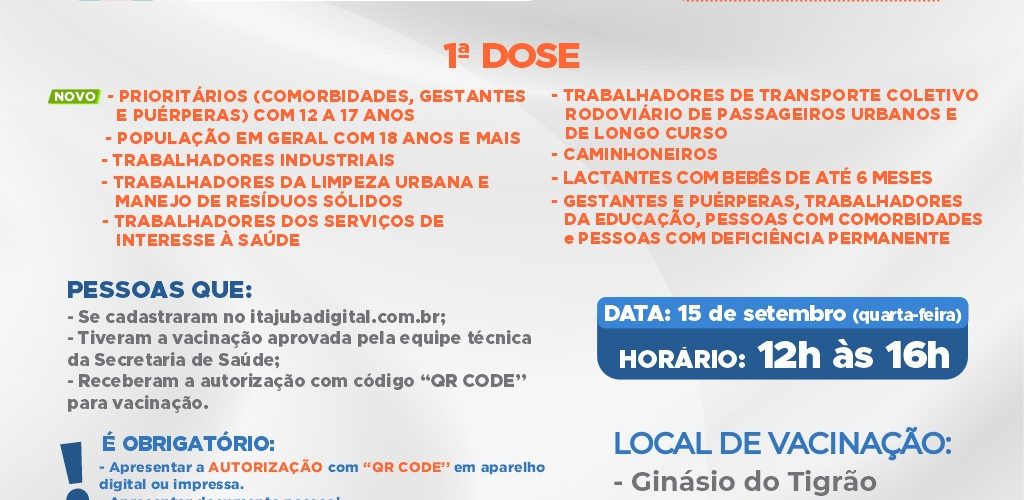 1ª DOSE
NOVO - PRIORITÁRIOS (COMORBIDADES, GESTANTES
E PUÉRPERAS) COM 12 A 17 ANOS
- POPULAÇÃO EM GERAL COM 18 ANOS E MAIS
- TRABALHADORES INDUSTRIAIS
- TRABALHADORES DA LIMPEZA URBANA E
MANEJO DE RESÍDUOS SÓLIDOS
- TRABALHADORES DOS SERVIÇOS DE
INTERESSE À SAÚDE
- TRABALHADORES DE TRANSPORTE COLETIVO
RODOVIÁRIO DE PASSAGEIROS URBANOS E
DE LONGO CURSO
- CAMINHONEIROS
- LACTANTES COM BEBÊS DE ATÉ 6 MESES
- GESTANTES E PUÉRPERAS, TRABALHADORES
DA EDUCAÇÃO, PESSOAS COM COMORBIDADES
e PESSOAS COM DEFICIÊNCIA PERMANENTE
PESSOAS QUE:
- Se cadastraram no itajubadigital.com.br;
- Tiveram a vacinação aprovada pela equipe técnica
da Secretaria de Saúde;
- Receberam a autorização com código “QR CODE”
para vacinação.
DATA: 15 de setembro (quarta-feira)
HORÁRIO: 12h às 16h
! É OBRIGATÓRIO:
- Apresentar a AUTORIZAÇÃO com “QR CODE” em aparelho
digital ou impressa.
- Apresentar documento pessoal
LOCAL DE VACINAÇÃO:
- Ginásio do Tigrão